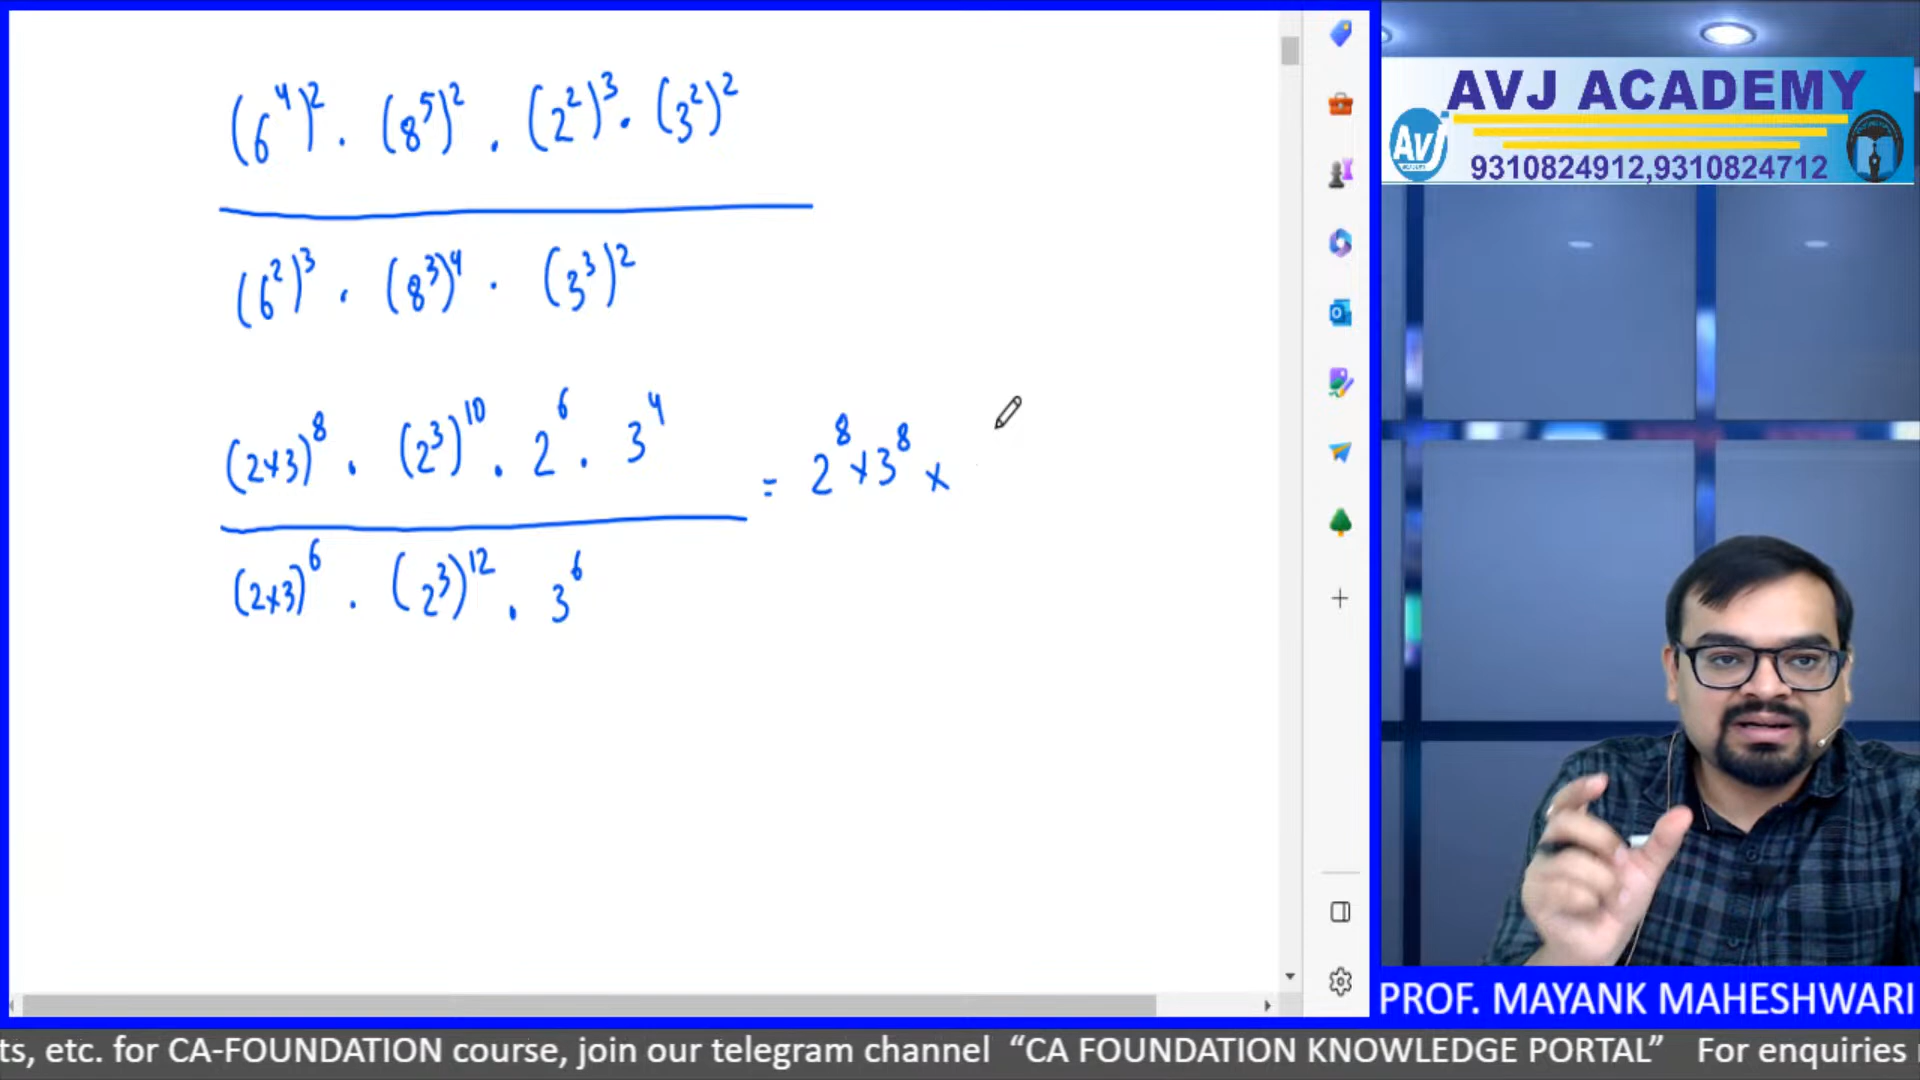 (6⁴)² . (8⁵)² . (2²)³ . (3²)²
(6²)³ . (8³)⁴ . (3³)²
(2×3)⁸ . (2³)¹⁰ . 2⁶ . 3⁴
= 2⁸×3⁸×
(2×3)⁶ . (2³)¹² . 3⁶
AVJ ACADEMY
AVJ
9310824912,9310824712
PROF. MAYANK MAHESHWARI
ts, etc. for CA-FOUNDATION course, join our telegram channel “CA FOUNDATION KNOWLEDGE PORTAL” For enquiries